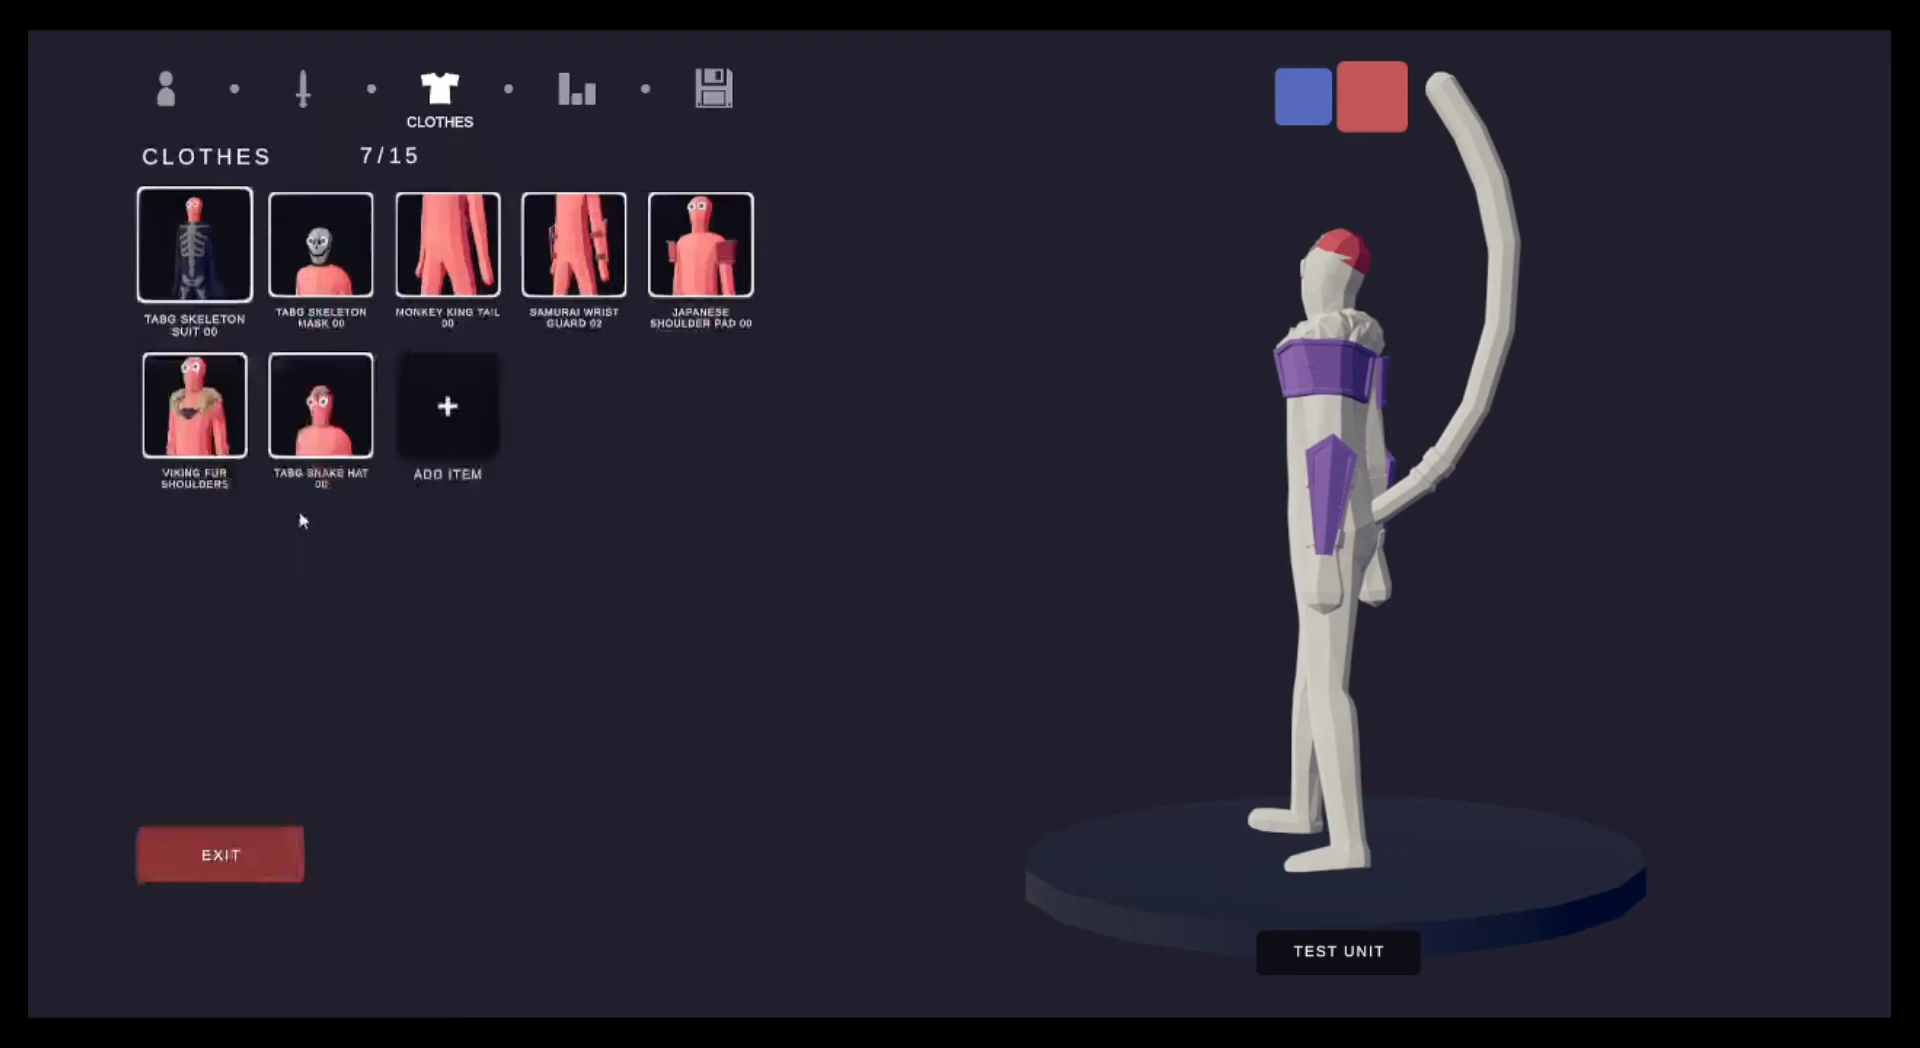 CLOTHES
CLOTHES 7/15
TABG SKELETON
SUIT 00
TABG SKELETON
MASK 00
MONKEY KING TAIL
00
SAMURAI WRIST
GUARD 02
JAPANESE
SHOULDER PAD 00
VIKING FUR
SHOULDERS
TABG SNAKE HAT
00
ADD ITEM
EXIT
TEST UNIT